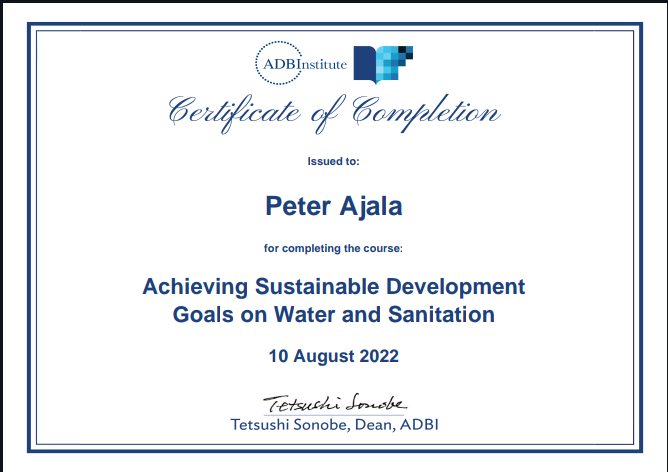 ADBInstitute
Certificate of Completion
Issued to:
Peter Ajala
for completing the course:
Achieving Sustainable Development
Goals on Water and Sanitation
10 August 2022
Tetsushi Sonobe
Tetsushi Sonobe, Dean, ADBI